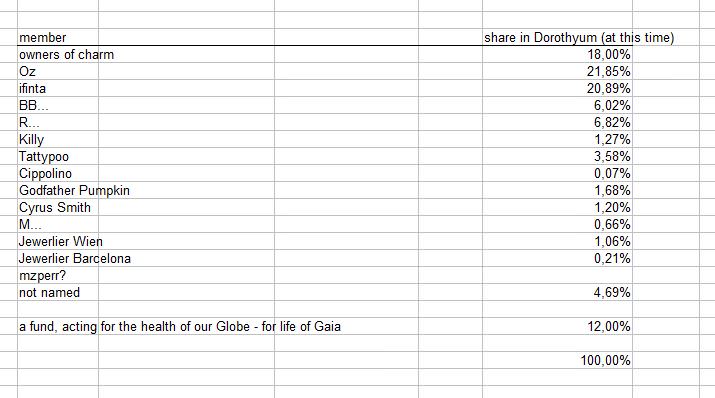 member share in Dorothyum (at this time)
owners of charm 18,00%
Oz 21,85%
ifinta 20,89%
BB... 6,02%
R... 6,82%
Killy 1,27%
Tattypoo 3,58%
Cippolino 0,07%
Godfather Pumpkin 1,68%
Cyrus Smith 1,20%
M... 0,66%
Jewerlier Wien 1,06%
Jewerlier Barcelona 0,21%
mzperr?
not named 4,69%
a fund, acting for the health of our Globe - for life of Gaia 12,00%
100,00%